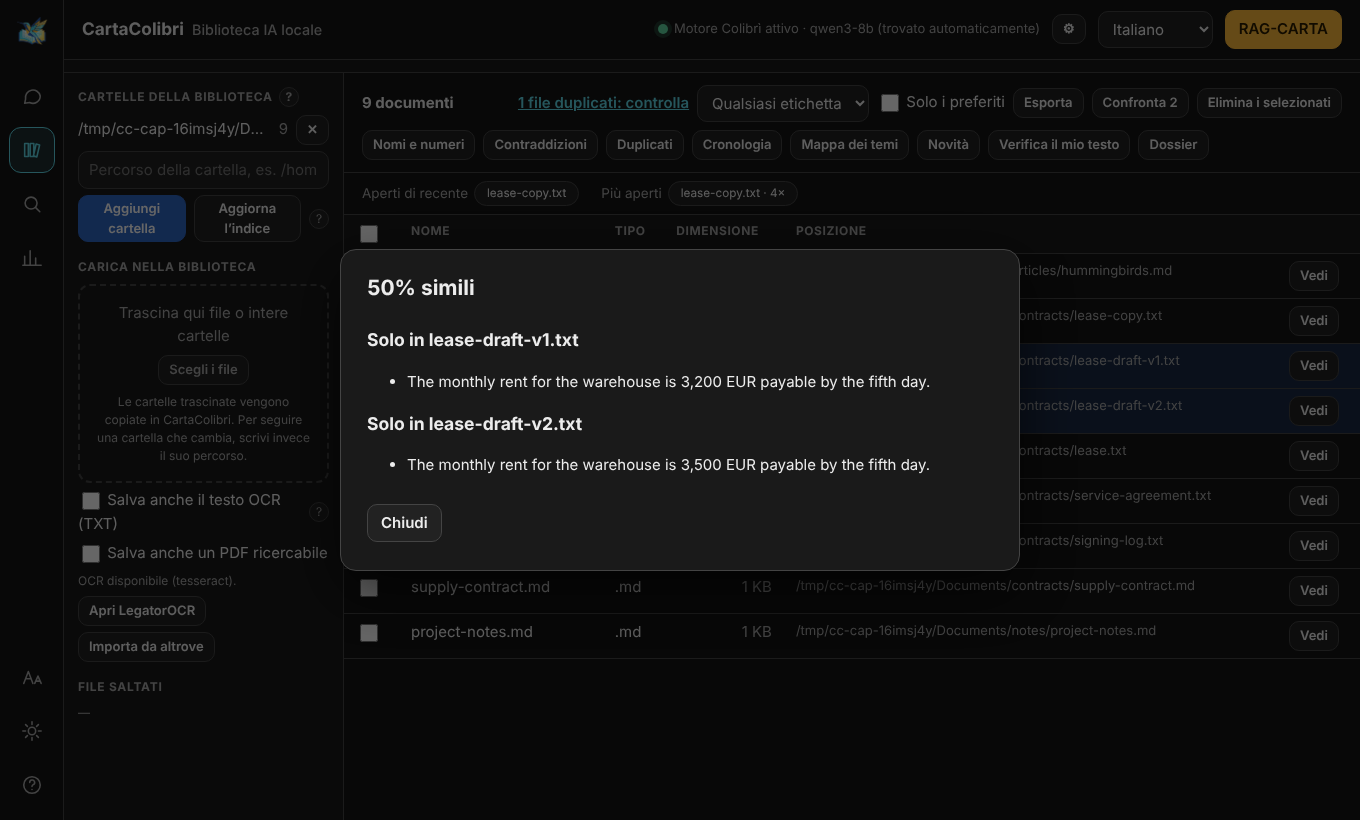 CartaColibri Biblioteca IA locale
Motore Colibrì attivo · qwen3-8b (trovato automaticamente)
Italiano
RAG-CARTA
CARTELLE DELLA BIBLIOTECA ?
/tmp/cc-cap-16imsj4y/D... 9 ×
Percorso della cartella, es. /hom
Aggiungi
cartella
Aggiorna
l'indice
?
CARICA NELLA BIBLIOTECA
Trascina qui file o intere
cartelle
Scegli i file
Le cartelle trascinate vengono
copiate in CartaColibri. Per seguire
una cartella che cambia, scrivi invece
il suo percorso.
Salva anche il testo OCR
(TXT)
?
Salva anche un PDF ricercabile
OCR disponibile (tesseract).
Apri LegatorOCR
Importa da altrove
FILE SALTATI
—
9 documenti
1 file duplicati: controlla
Qualsiasi etichetta
Solo i preferiti
Esporta
Confronta 2
Elimina i selezionati
Nomi e numeri
Contraddizioni
Duplicati
Cronologia
Mappa dei temi
Novità
Verifica il mio testo
Dossier
Aperti di recente lease-copy.txt Più aperti lease-copy.txt · 4×
NOME TIPO DIMENSIONE POSIZIONE
rticles/hummingbirds.md Vedi
ontracts/lease-copy.txt Vedi
ontracts/lease-draft-v1.txt Vedi
ontracts/lease-draft-v2.txt Vedi
ontracts/lease.txt Vedi
ontracts/service-agreement.txt Vedi
ontracts/signing-log.txt Vedi
supply-contract.md .md 1 KB /tmp/cc-cap-16imsj4y/Documents/contracts/supply-contract.md Vedi
project-notes.md .md 1 KB /tmp/cc-cap-16imsj4y/Documents/notes/project-notes.md Vedi
50% simili
Solo in lease-draft-v1.txt
• The monthly rent for the warehouse is 3,200 EUR payable by the fifth day.
Solo in lease-draft-v2.txt
• The monthly rent for the warehouse is 3,500 EUR payable by the fifth day.
Chiudi
AA
?